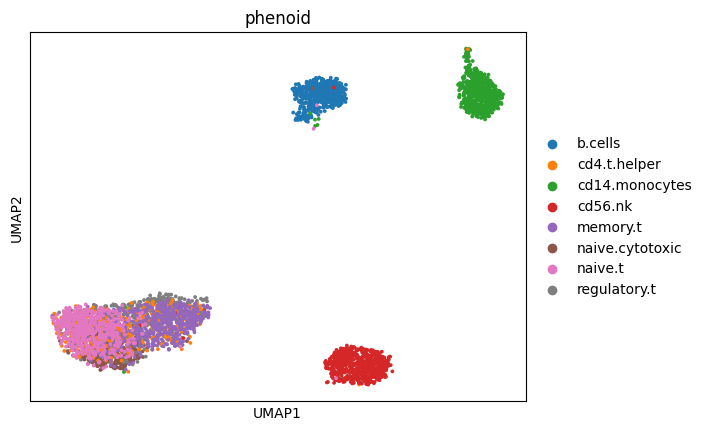 phenoid
UMAP2
UMAP1
b.cells
cd4.t.helper
cd14.monocytes
cd56.nk
memory.t
naive.cytotoxic
naive.t
regulatory.t